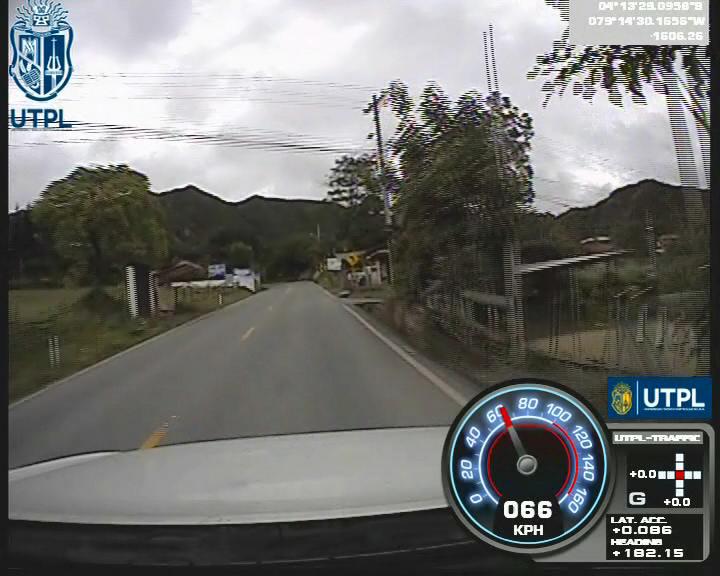 04°13'29.0956"S
079°14'30.1656"W
1606.26
UTPL
UTPL
0
20
40
60
80
100
120
140
160
066
KPH
UTPL-TRAFFIC
+0.0
G
+0.0
LAT. ACC.
+0.086
HEADING
+182.15